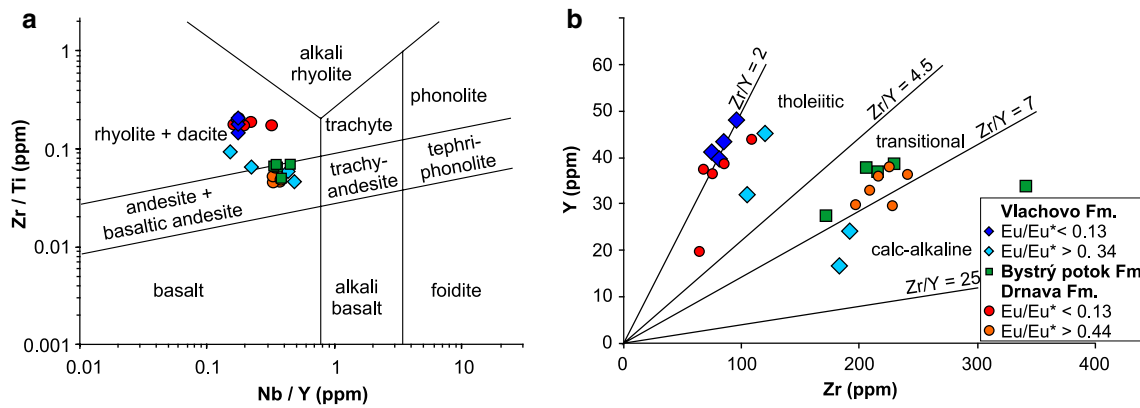 a
Zr / Ti (ppm)
1
0.1
0.01
0.001
alkali
rhyolite
phonolite
rhyolite + dacite
trachyte
trachy-
andesite
tephri-
phonolite
andesite +
basaltic andesite
basalt
alkali
basalt
foidite
0.01
0.1
1
10
Nb / Y (ppm)
b
Y (ppm)
60
50
40
30
20
10
0
Zr/Y = 2
Zr/Y = 4.5
Zr/Y = 7
Zr/Y = 25
tholeiitic
transitional
calc-alkaline
Vlachovo Fm.
Eu/Eu*< 0.13
Eu/Eu* > 0. 34
Bystrý potok Fm
Drnava Fm.
Eu/Eu* < 0.13
Eu/Eu* > 0.44
0
100
200
300
400
Zr (ppm)